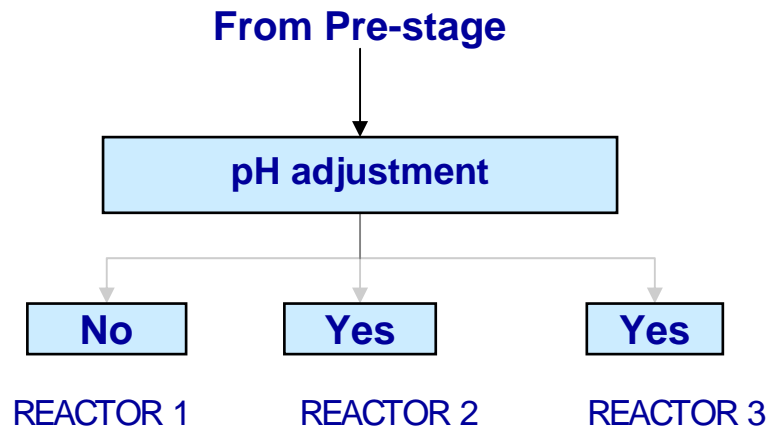 From Pre-stage
pH adjustment
No Yes Yes
REACTOR 1 REACTOR 2 REACTOR 3